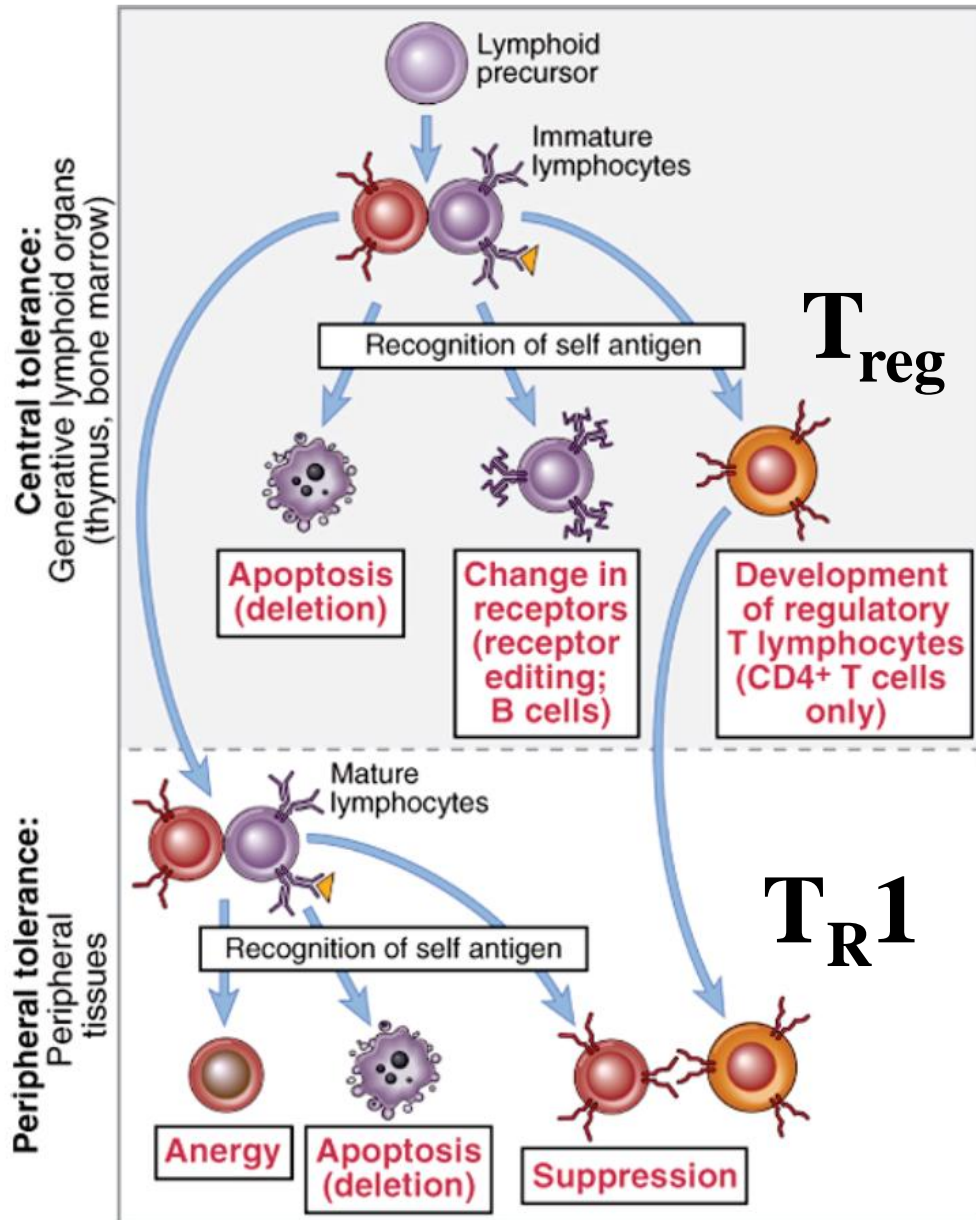 Lymphoid
precursor
Immature
lymphocytes
Central tolerance:
Generative lymphoid organs
(thymus, bone marrow)
Recognition of self antigen
T_reg
Apoptosis
(deletion)
Change in
receptors
(receptor
editing;
B cells)
Development
of regulatory
T lymphocytes
(CD4⁺ T cells
only)
Mature
lymphocytes
Peripheral tolerance:
Peripheral
tissues
Recognition of self antigen
T_R1
Anergy
Apoptosis
(deletion)
Suppression